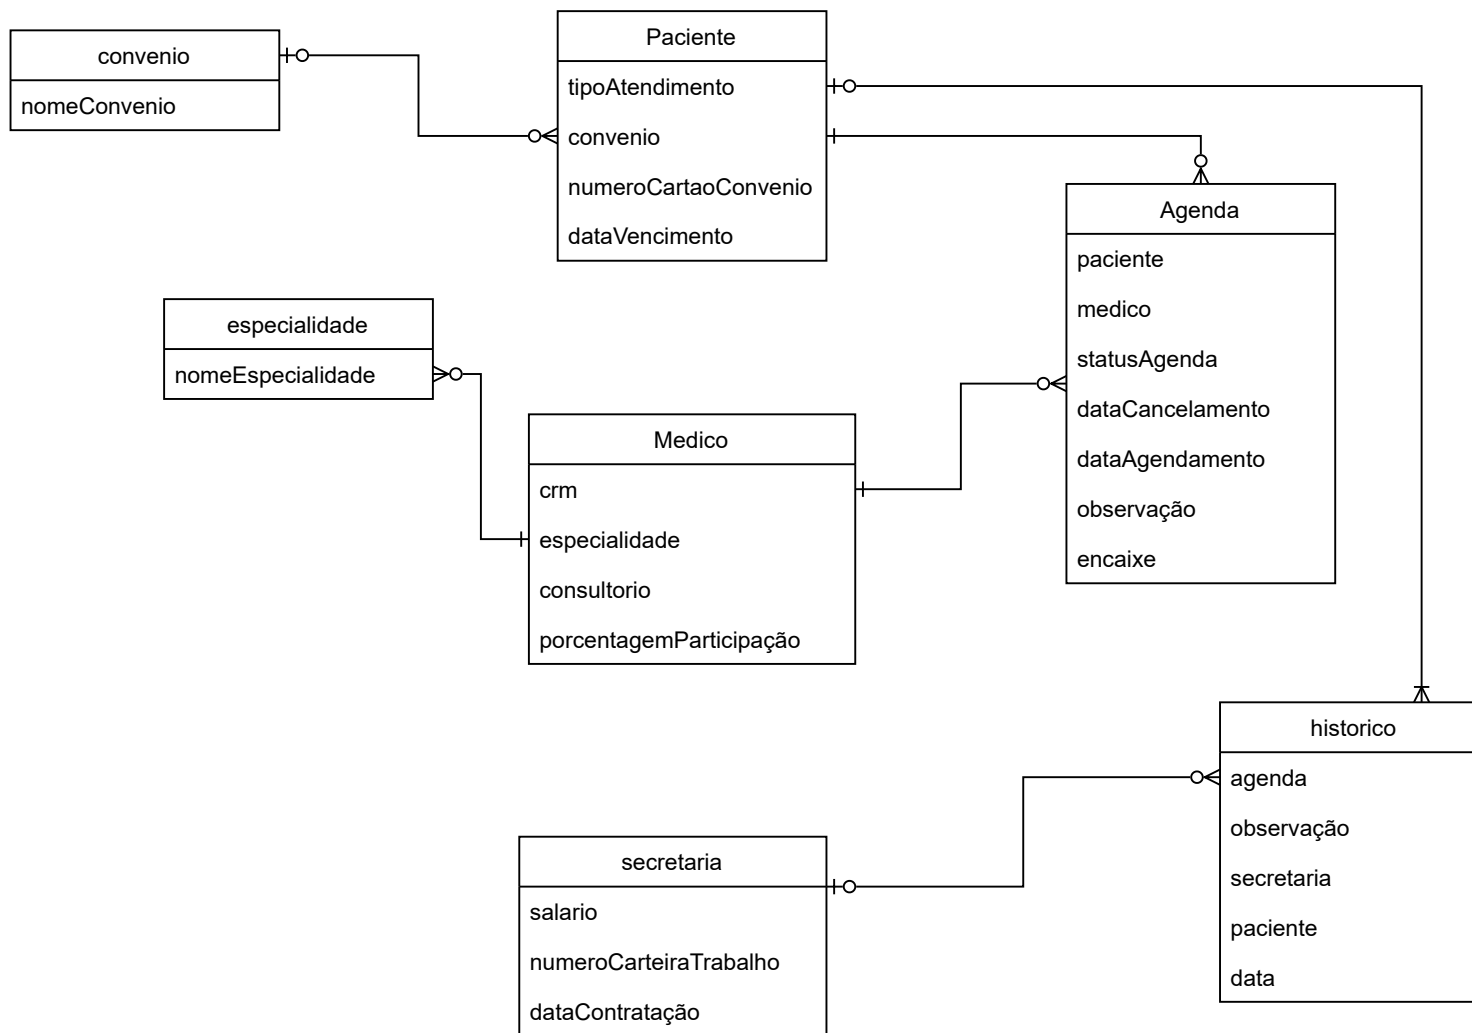 convenio
nomeConvenio
Paciente
tipoAtendimento
convenio
numeroCartaoConvenio
dataVencimento
Agenda
paciente
medico
statusAgenda
dataCancelamento
dataAgendamento
observação
encaixe
especialidade
nomeEspecialidade
Medico
crm
especialidade
consultorio
porcentagemParticipação
historico
agenda
observação
secretaria
paciente
data
secretaria
salario
numeroCarteiraTrabalho
dataContratação